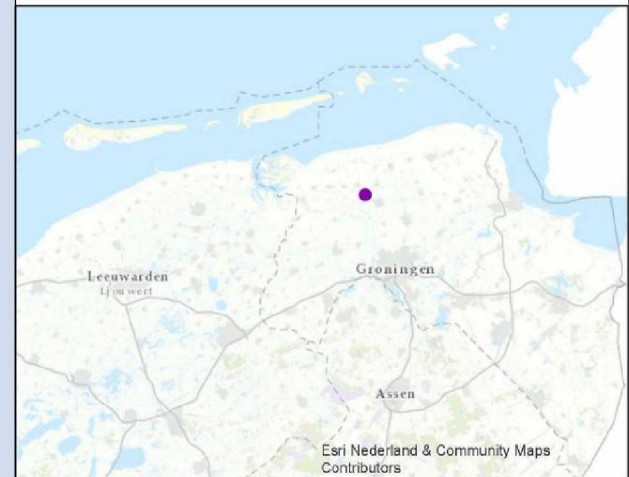 Leeuwarden
Ljouwert
Groningen
Assen
Esri Nederland & Community Maps
Contributors